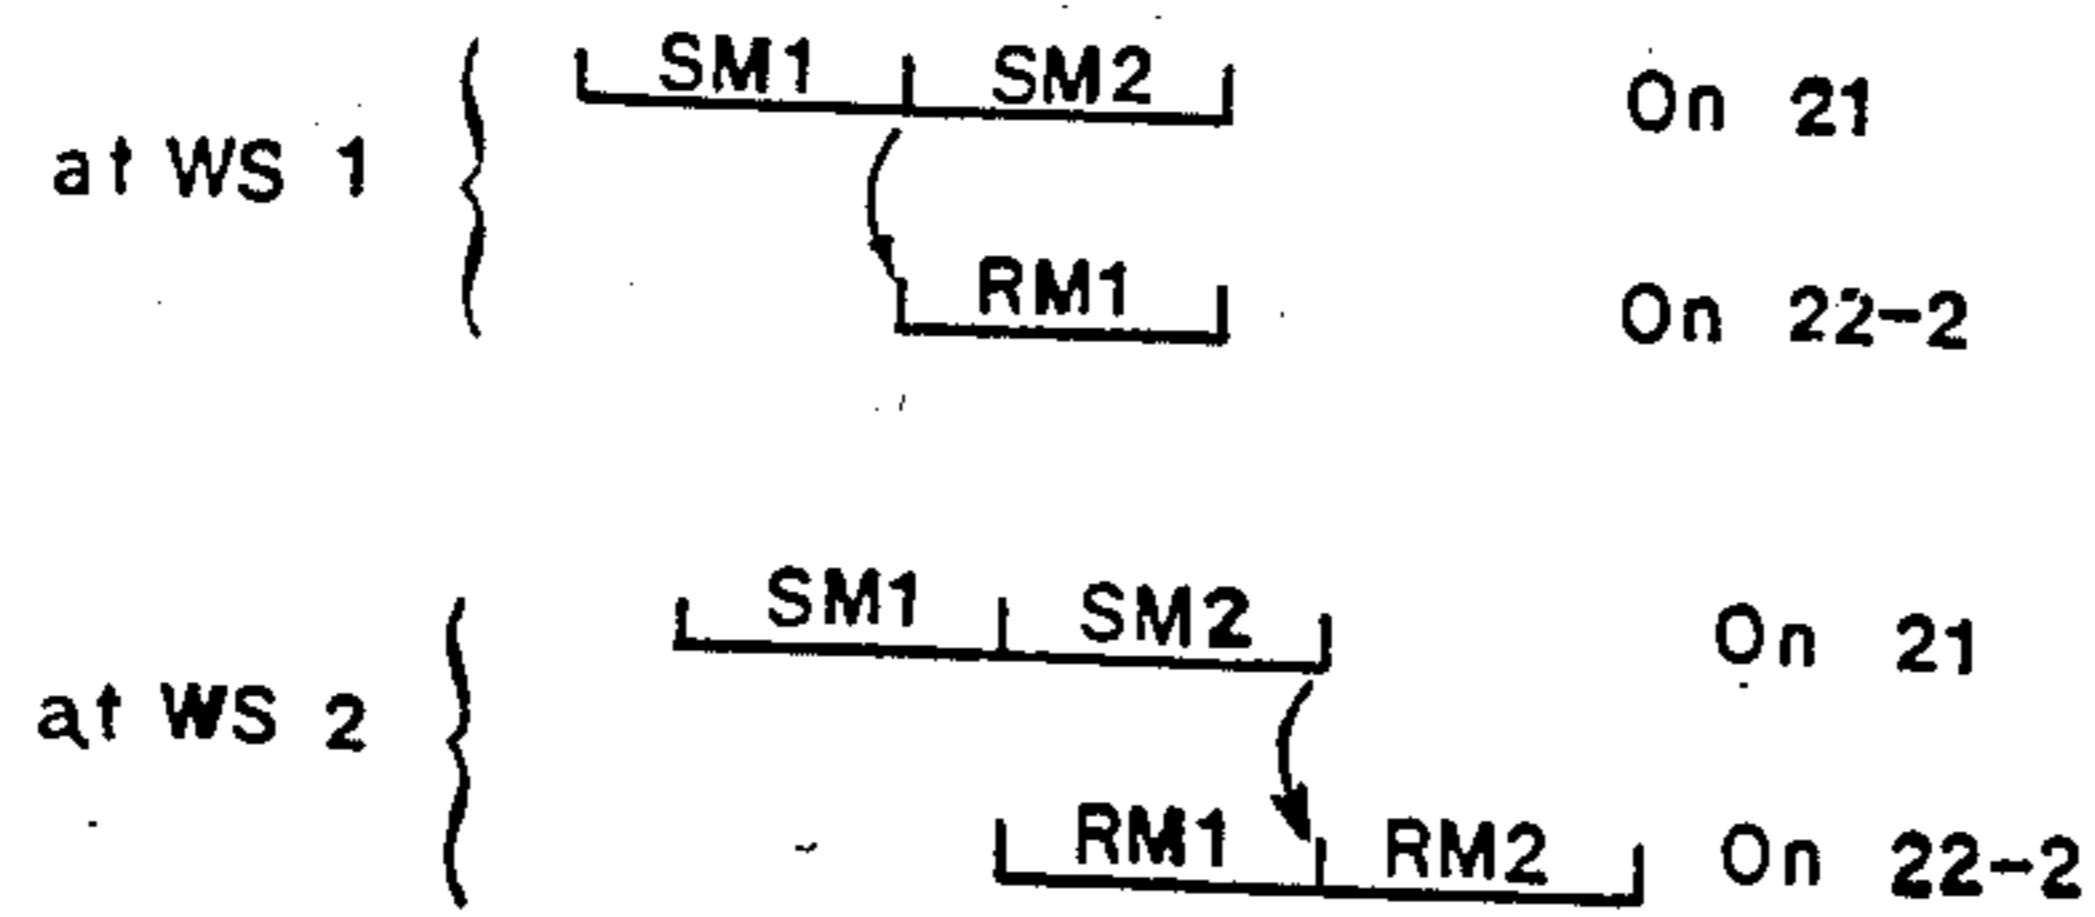 SM1 SM2 On 21
at WS 1
RM1 On 22-2
SM1 SM2 On 21
at WS 2
RM1 RM2 On 22-2